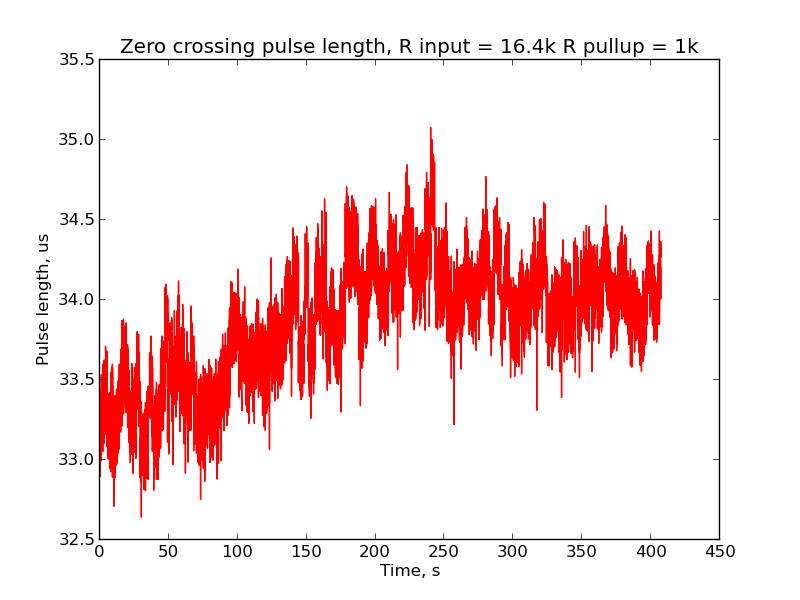 Zero crossing pulse length, R input = 16.4k R pullup = 1k
35.5
35.0
34.5
34.0
33.5
33.0
32.5
Pulse length, us
0 50 100 150 200 250 300 350 400 450
Time, s